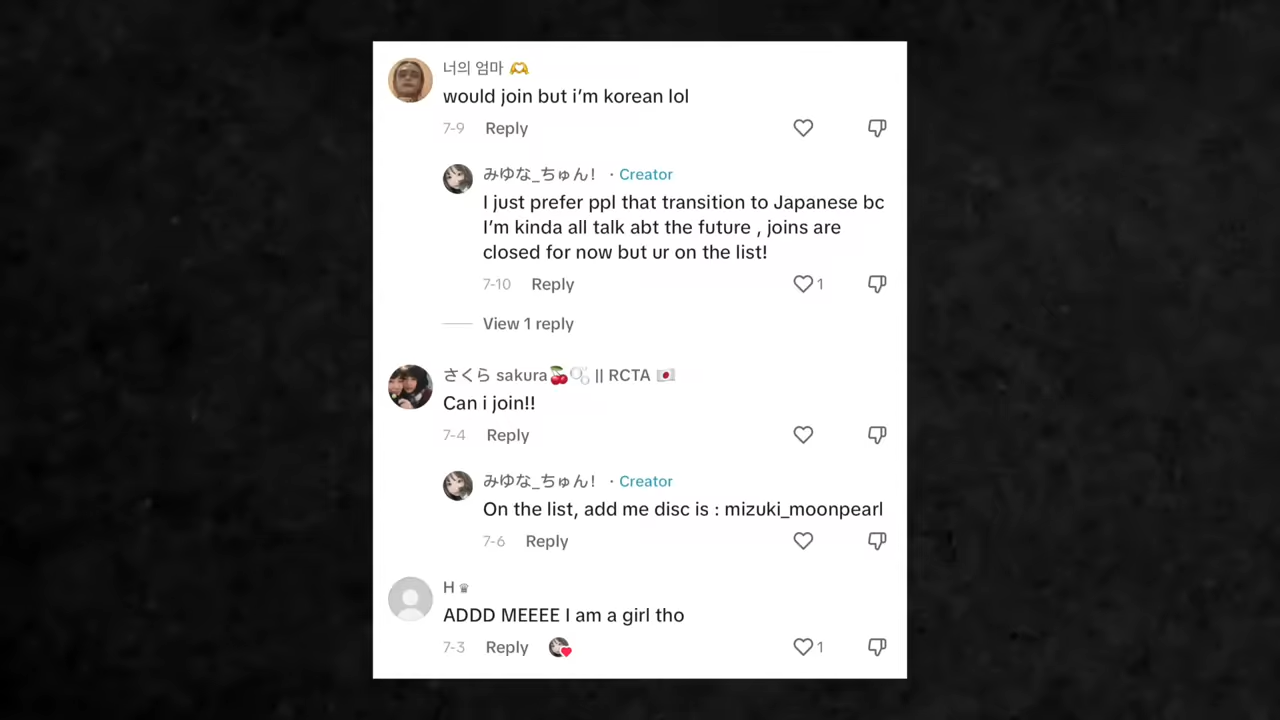 너의 엄마 🫶
would join but i'm korean lol
7-9 Reply
みゆな_ちゅん! · Creator
I just prefer ppl that transition to Japanese bc
I'm kinda all talk abt the future , joins are
closed for now but ur on the list!
7-10 Reply 1
View 1 reply
さくら sakura🍒🫧 || RCTA 🇯🇵
Can i join!!
7-4 Reply
みゆな_ちゅん! · Creator
On the list, add me disc is : mizuki_moonpearl
7-6 Reply
H ♛
ADDD MEEEE I am a girl tho
7-3 Reply 1